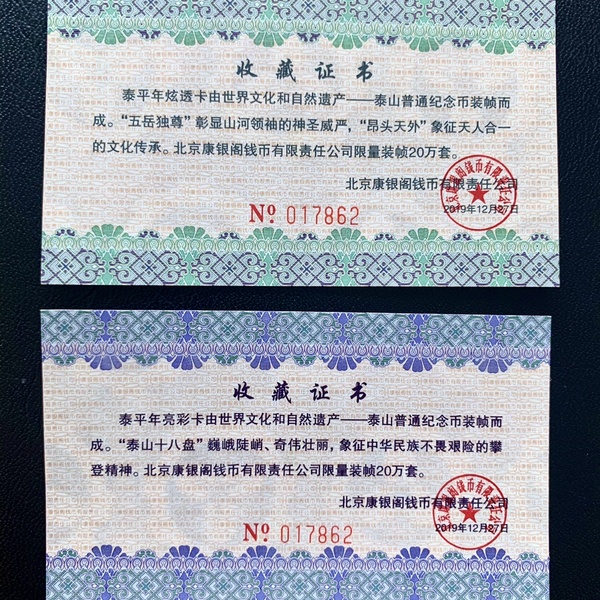 收藏证书
泰平年炫透卡由世界文化和自然遗产——泰山普通纪念币装帧而
成。“五岳独尊”彰显山河领袖的神圣威严，“昂头天外”象征天人合一
的文化传承。北京康银阁钱币有限责任公司限量装帧20万套。
北京康银阁钱币有限责任公司
2019年12月27日
№ 017862
收藏证书
泰平年亮彩卡由世界文化和自然遗产——泰山普通纪念币装帧而
成。“泰山十八盘”巍峨陡峭、奇伟壮丽，象征中华民族不畏艰险的攀
登精神。北京康银阁钱币有限责任公司限量装帧20万套。
北京康银阁钱币有限责任公司
2019年12月27日
№ 017862